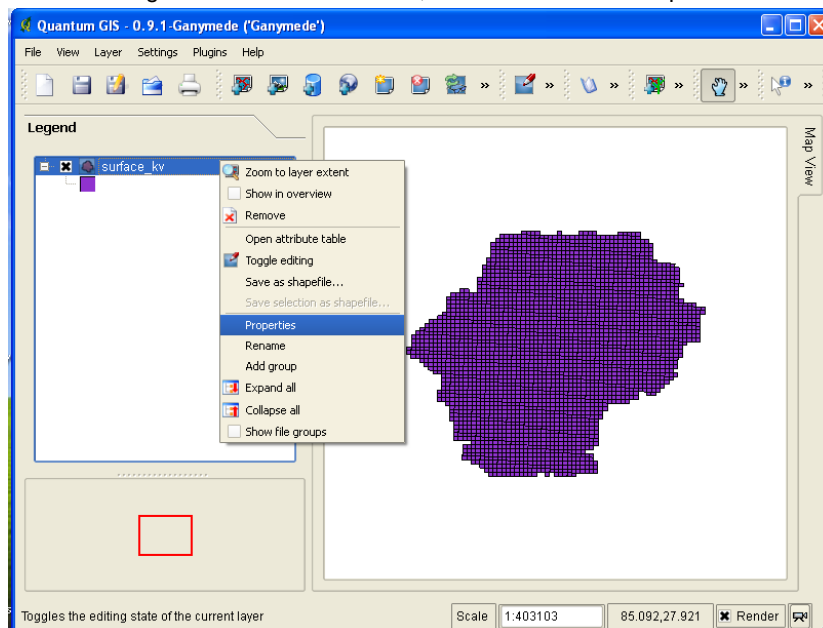 Quantum GIS - 0.9.1-Ganymede ('Ganymede')
File View Layer Settings Plugins Help
» » » » » »
Legend
Map View
surface_kv
Zoom to layer extent
Show in overview
Remove
Open attribute table
Toggle editing
Save as shapefile...
Save selection as shapefile...
Properties
Rename
Add group
Expand all
Collapse all
Show file groups
Toggles the editing state of the current layer Scale 1:403103 85.092,27.921 Render